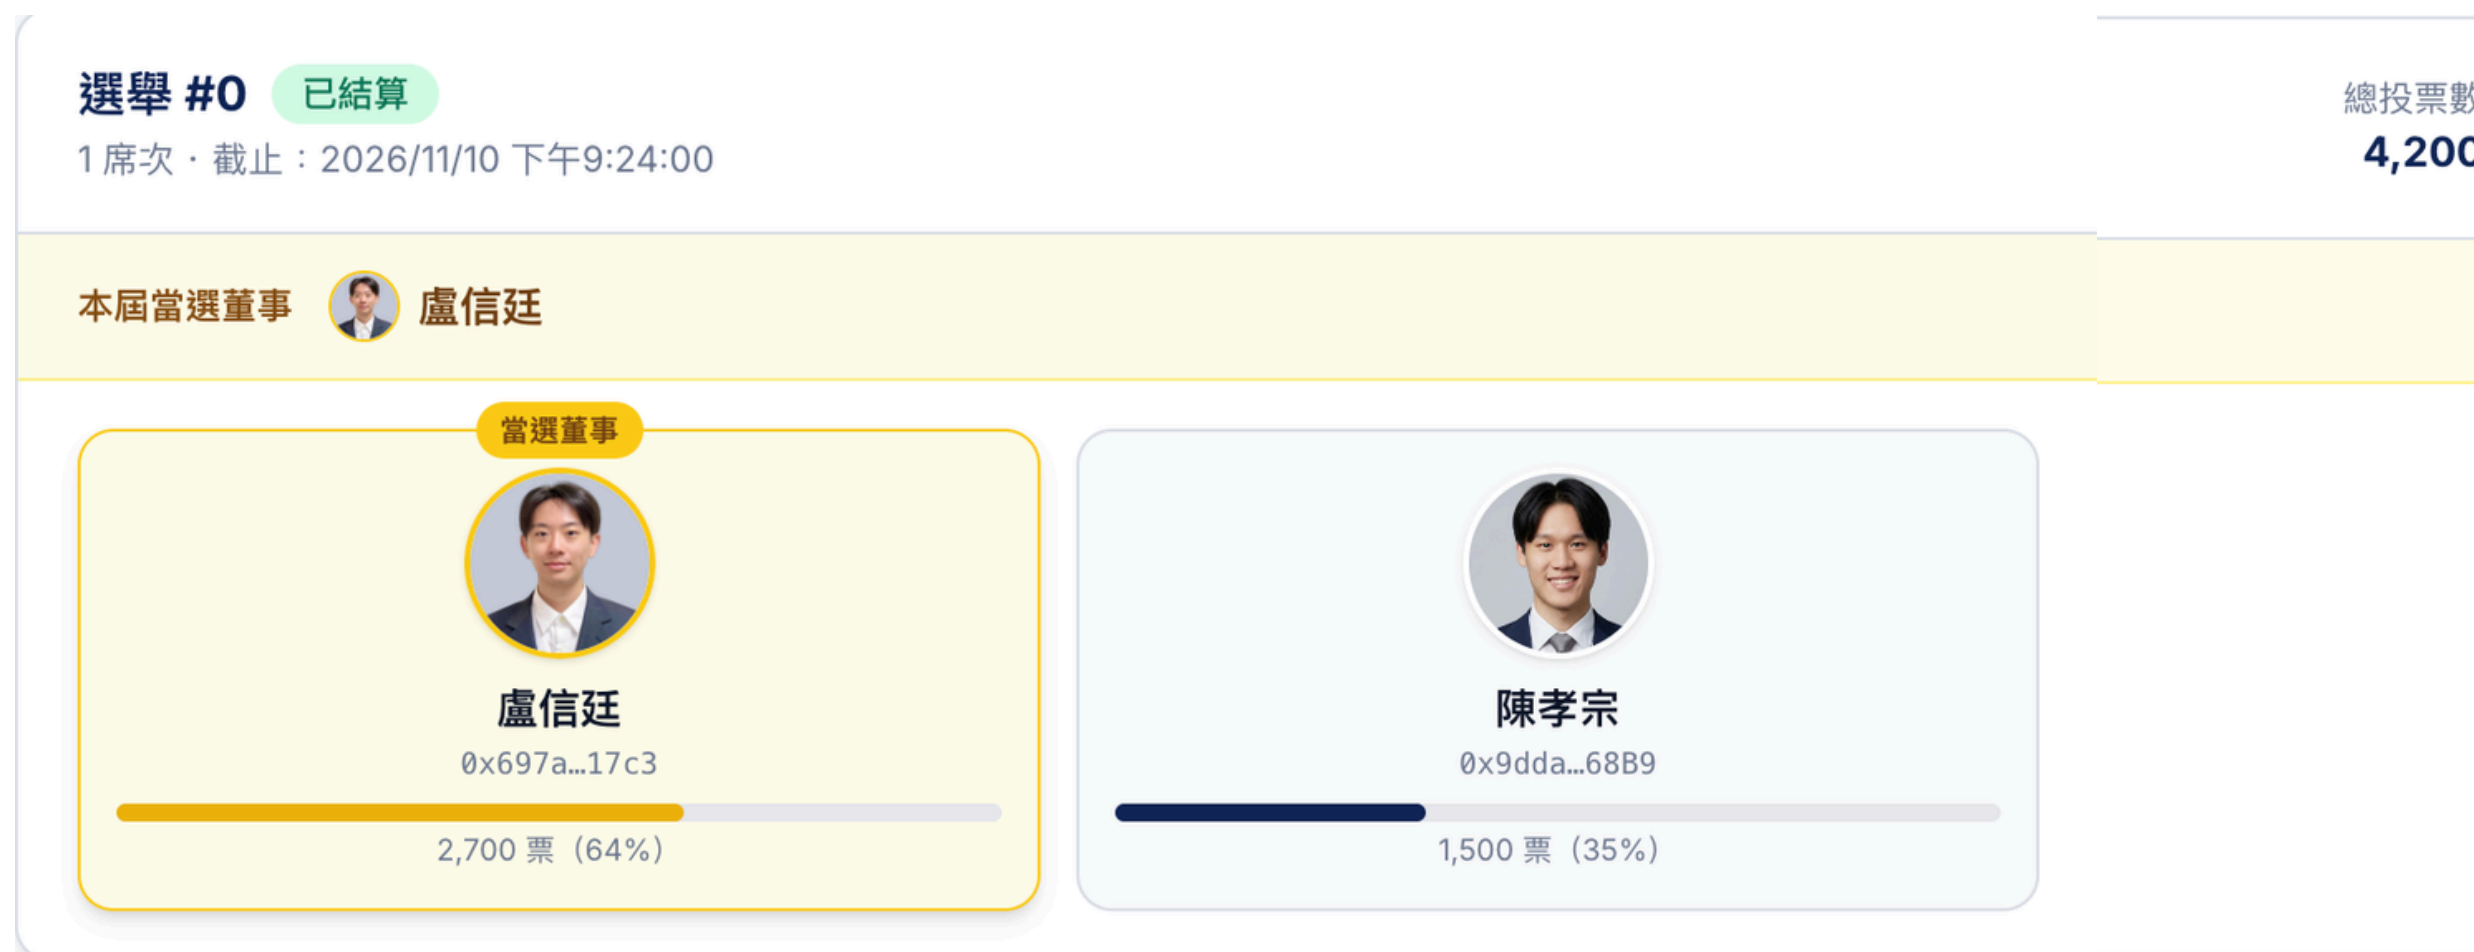 選舉 #0 已結算
1 席次 · 截止：2026/11/10 下午9:24:00
總投票數
4,200
本屆當選董事 盧信廷
當選董事
盧信廷
0x697a…17c3
2,700 票（64%）
陳孝宗
0x9dda…68B9
1,500 票（35%）